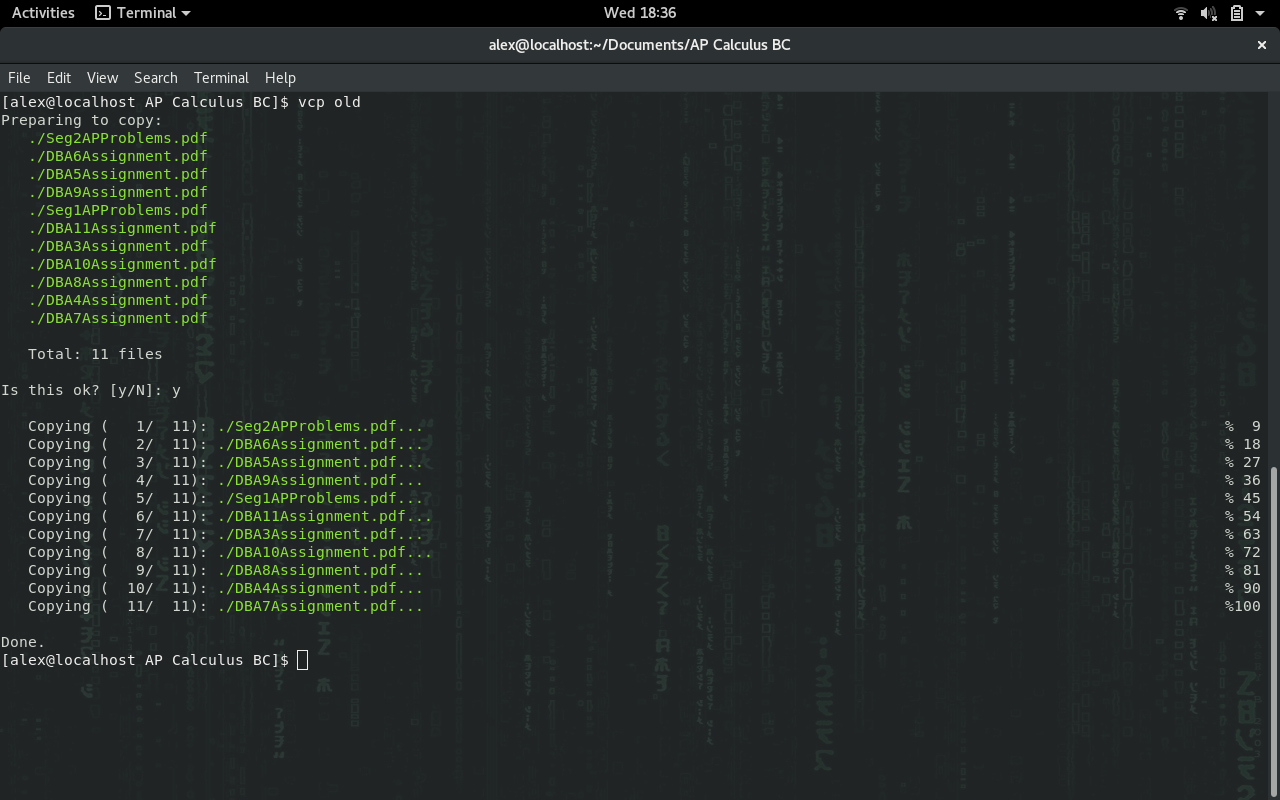 Activities Terminal Wed 18:36
alex@localhost:~/Documents/AP Calculus BC ×
File Edit View Search Terminal Help
[alex@localhost AP Calculus BC]$ vcp old
Preparing to copy:
./Seg2APProblems.pdf
./DBA6Assignment.pdf
./DBA5Assignment.pdf
./DBA9Assignment.pdf
./Seg1APProblems.pdf
./DBA11Assignment.pdf
./DBA3Assignment.pdf
./DBA10Assignment.pdf
./DBA8Assignment.pdf
./DBA4Assignment.pdf
./DBA7Assignment.pdf
Total: 11 files
Is this ok? [y/N]: y
Copying (   1/  11): ./Seg2APProblems.pdf... %  9
Copying (   2/  11): ./DBA6Assignment.pdf... % 18
Copying (   3/  11): ./DBA5Assignment.pdf... % 27
Copying (   4/  11): ./DBA9Assignment.pdf... % 36
Copying (   5/  11): ./Seg1APProblems.pdf... % 45
Copying (   6/  11): ./DBA11Assignment.pdf... % 54
Copying (   7/  11): ./DBA3Assignment.pdf... % 63
Copying (   8/  11): ./DBA10Assignment.pdf... % 72
Copying (   9/  11): ./DBA8Assignment.pdf... % 81
Copying (  10/  11): ./DBA4Assignment.pdf... % 90
Copying (  11/  11): ./DBA7Assignment.pdf... %100
Done.
[alex@localhost AP Calculus BC]$